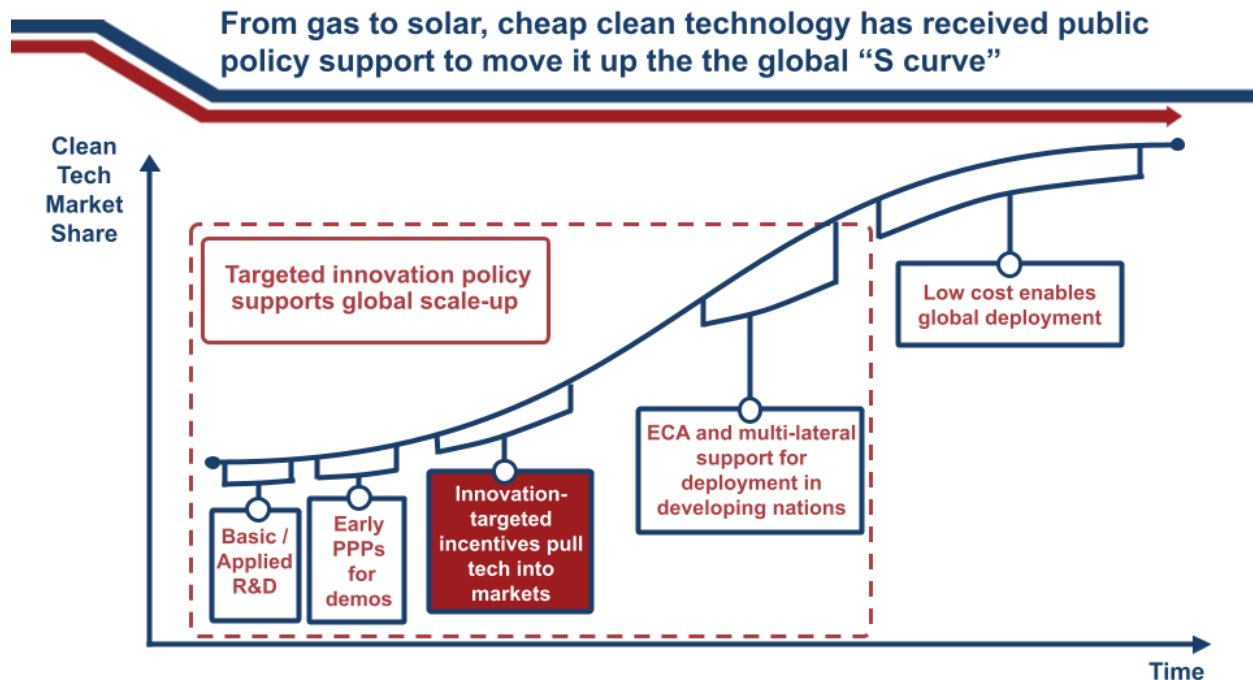 From gas to solar, cheap clean technology has received public
policy support to move it up the the global “S curve”
Clean
Tech
Market
Share
Targeted innovation policy
supports global scale-up
Low cost enables
global deployment
ECA and multi-lateral
support for
deployment in
developing nations
Innovation-
targeted
incentives pull
tech into
markets
Early
PPPs
for
demos
Basic /
Applied
R&D
Time